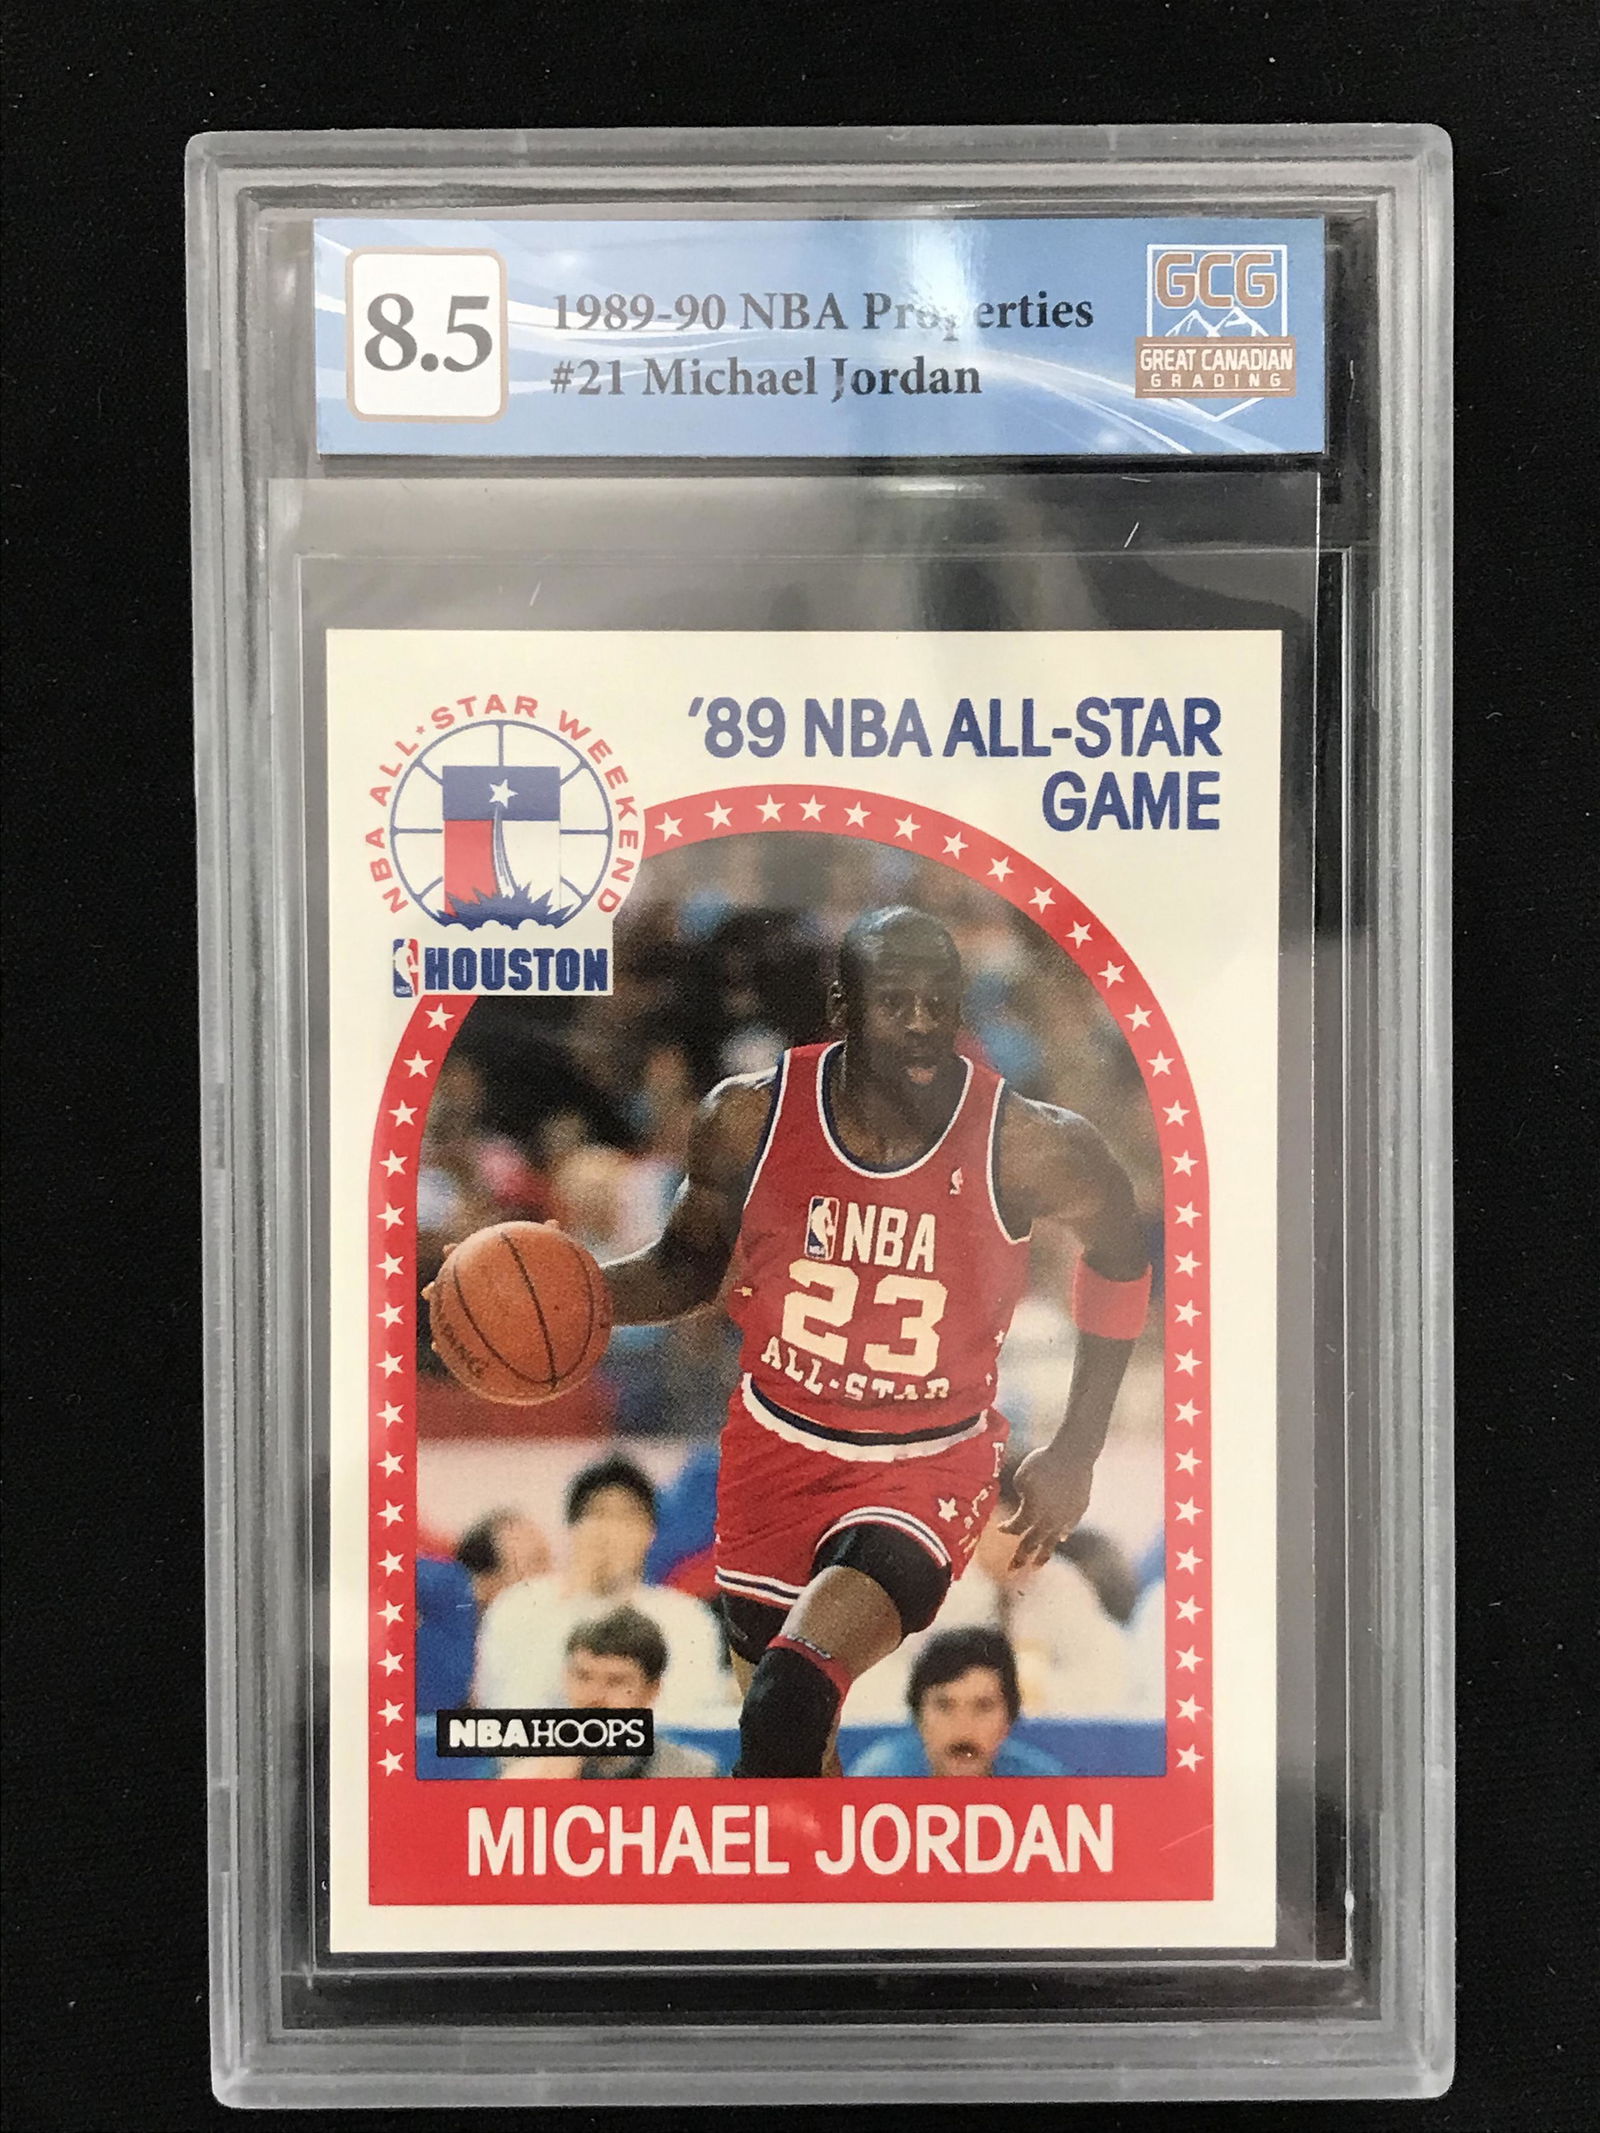 8.5
1989-90 NBA Properties
#21 Michael Jordan
GCG
GREAT CANADIAN
GRADING
NBA ALL★STAR WEEKEND
HOUSTON
'89 NBA ALL-STAR
GAME
NBA
23
ALL-STAR
NBA HOOPS
MICHAEL JORDAN